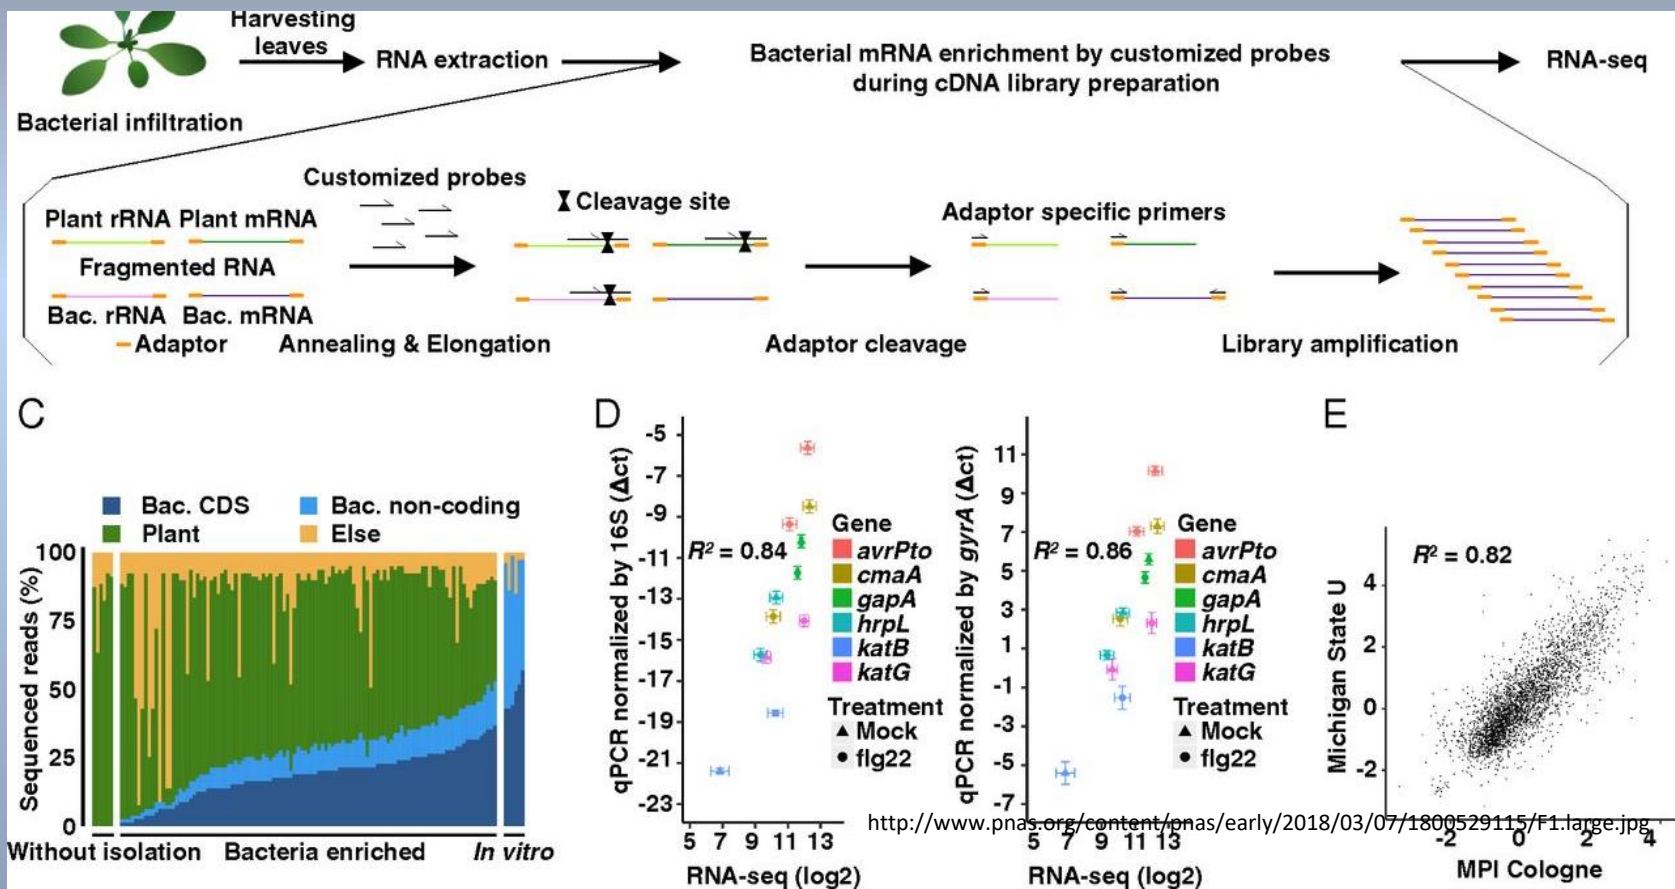 Harvesting
leaves
RNA extraction
Bacterial mRNA enrichment by customized probes
during cDNA library preparation
RNA-seq
Bacterial infiltration
Customized probes
Cleavage site
Adaptor specific primers
Plant rRNA Plant mRNA
Fragmented RNA
Bac. rRNA Bac. mRNA
Adaptor
Annealing & Elongation
Adaptor cleavage
Library amplification
C
Bac. CDS
Bac. non-coding
Plant
Else
Sequenced reads (%)
100
75
50
25
0
Without isolation
Bacteria enriched
In vitro
D
qPCR normalized by 16S (Δct)
-5
-7
-9
-11
-13
-15
-17
-19
-21
-23
R² = 0.84
Gene
avrPto
cmaA
gapA
hrpL
katB
katG
Treatment
Mock
flg22
5 7 9 11 13
RNA-seq (log2)
qPCR normalized by gyrA (Δct)
11
9
7
5
3
1
-1
-3
-5
-7
R² = 0.86
Gene
avrPto
cmaA
gapA
hrpL
katB
katG
Treatment
Mock
flg22
5 7 9 11 13
RNA-seq (log2)
E
Michigan State U
4
2
0
-2
R² = 0.82
http://www.pnas.org/content/pnas/early/2018/03/07/1800529115/F1.large.jpg
-2 0 2 4
MPI Cologne